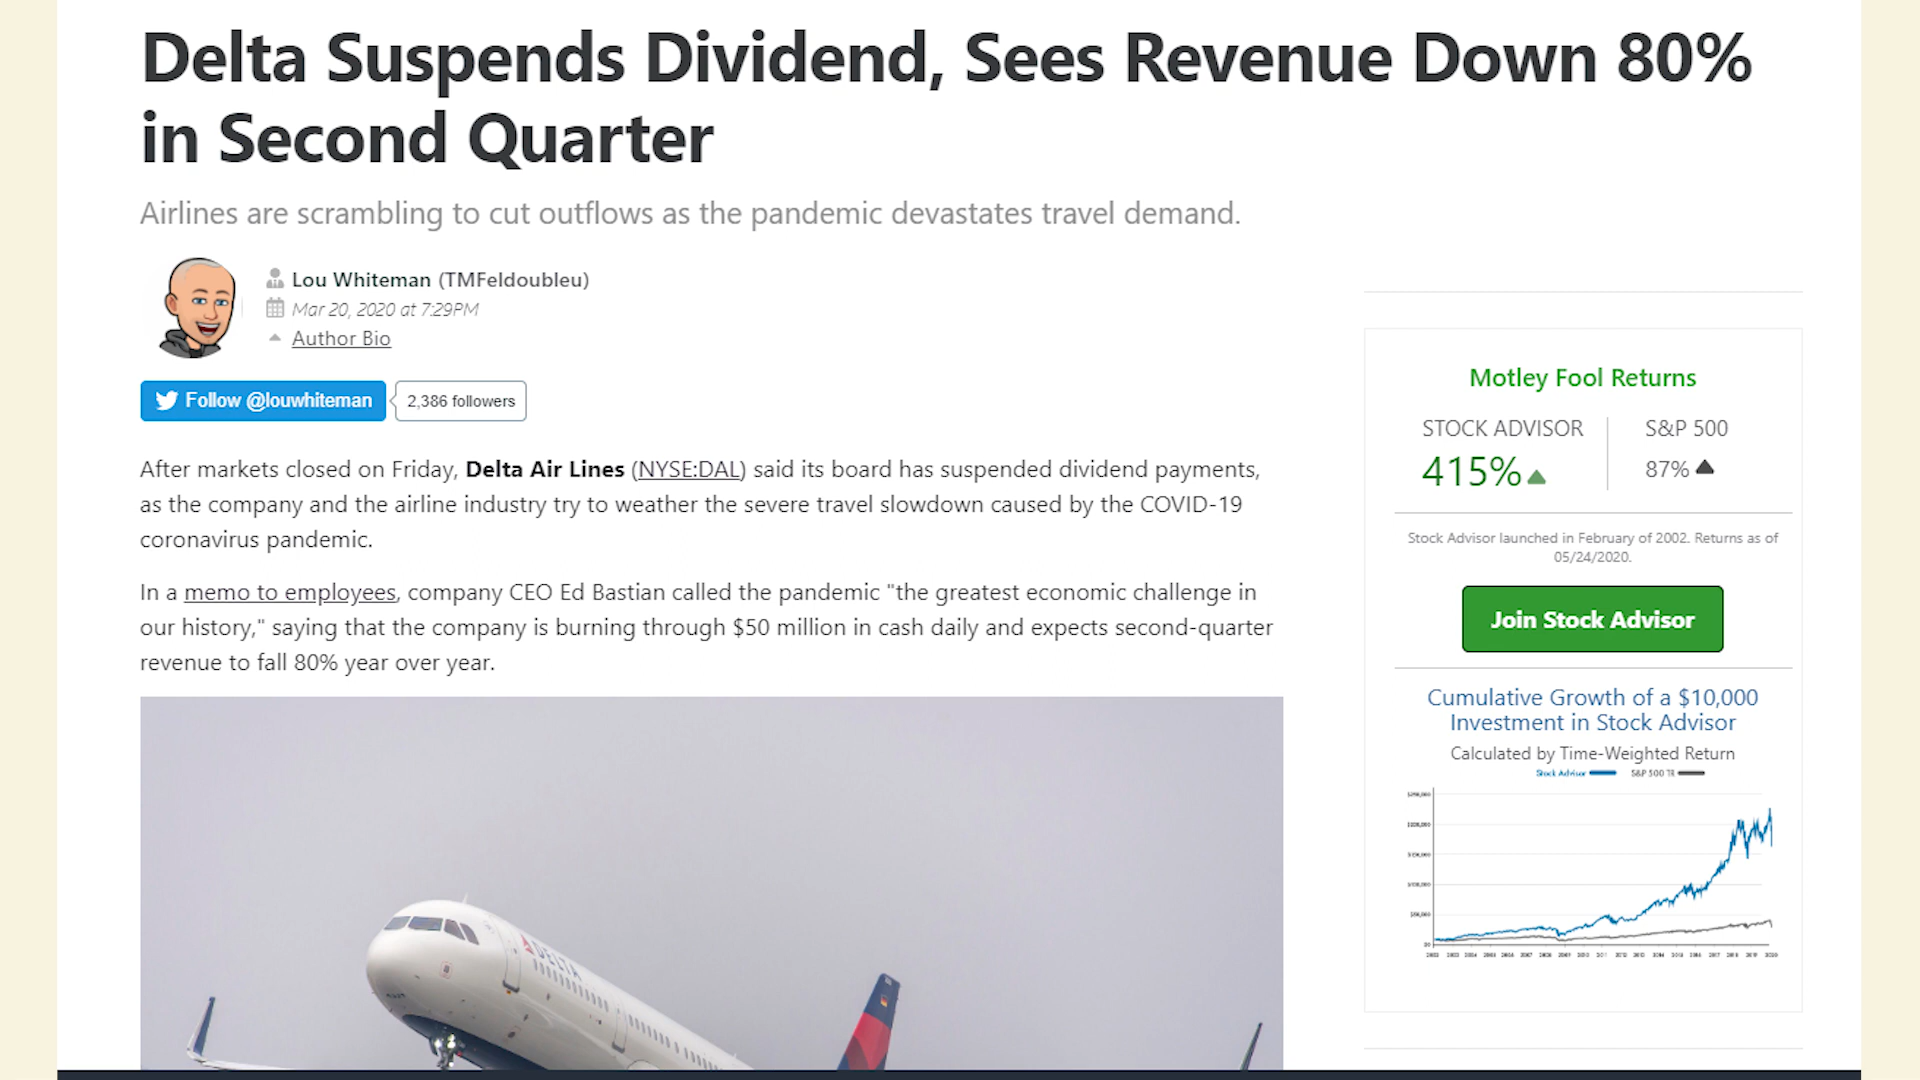 Delta Suspends Dividend, Sees Revenue Down 80%
in Second Quarter
Airlines are scrambling to cut outflows as the pandemic devastates travel demand.
Lou Whiteman (TMFeldoubleu)
Mar 20, 2020 at 7:29PM
Author Bio
Follow @louwhiteman
2,386 followers
After markets closed on Friday, Delta Air Lines (NYSE:DAL) said its board has suspended dividend payments,
as the company and the airline industry try to weather the severe travel slowdown caused by the COVID-19
coronavirus pandemic.
In a memo to employees, company CEO Ed Bastian called the pandemic "the greatest economic challenge in
our history," saying that the company is burning through $50 million in cash daily and expects second-quarter
revenue to fall 80% year over year.
DELTA
Motley Fool Returns
STOCK ADVISOR
415%
S&P 500
87%
Stock Advisor launched in February of 2002. Returns as of
05/24/2020.
Join Stock Advisor
Cumulative Growth of a $10,000
Investment in Stock Advisor
Calculated by Time-Weighted Return
Stock Advisor S&P 500 TR